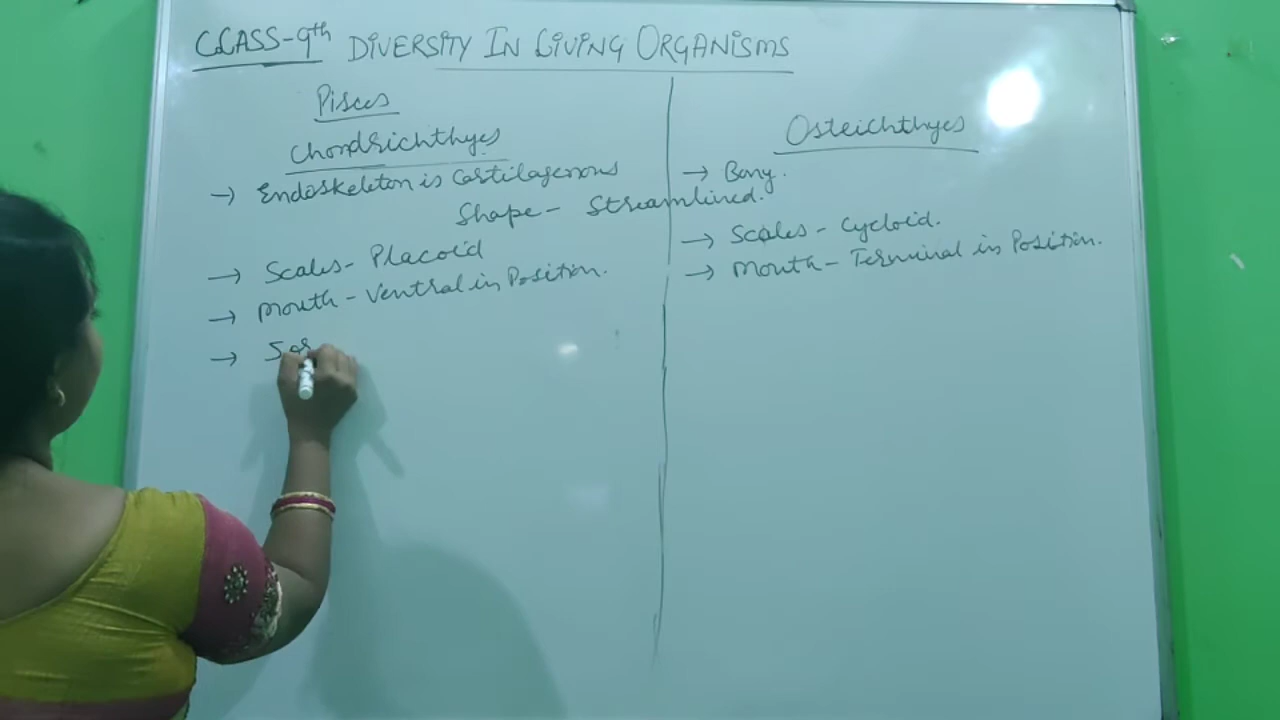 CLASS-9th DIVERSITY IN LIVING ORGANISMS
Pisces
Chondrichthyes
→ Endoskeleton is Cartilagenous
Shape - Streamlined.
→ Scales - Placoid
→ Mouth - Ventral in Position.
→
Osteichthyes
→ Bony.
→ Scales - Cycloid.
→ Mouth - Terminal in Position.